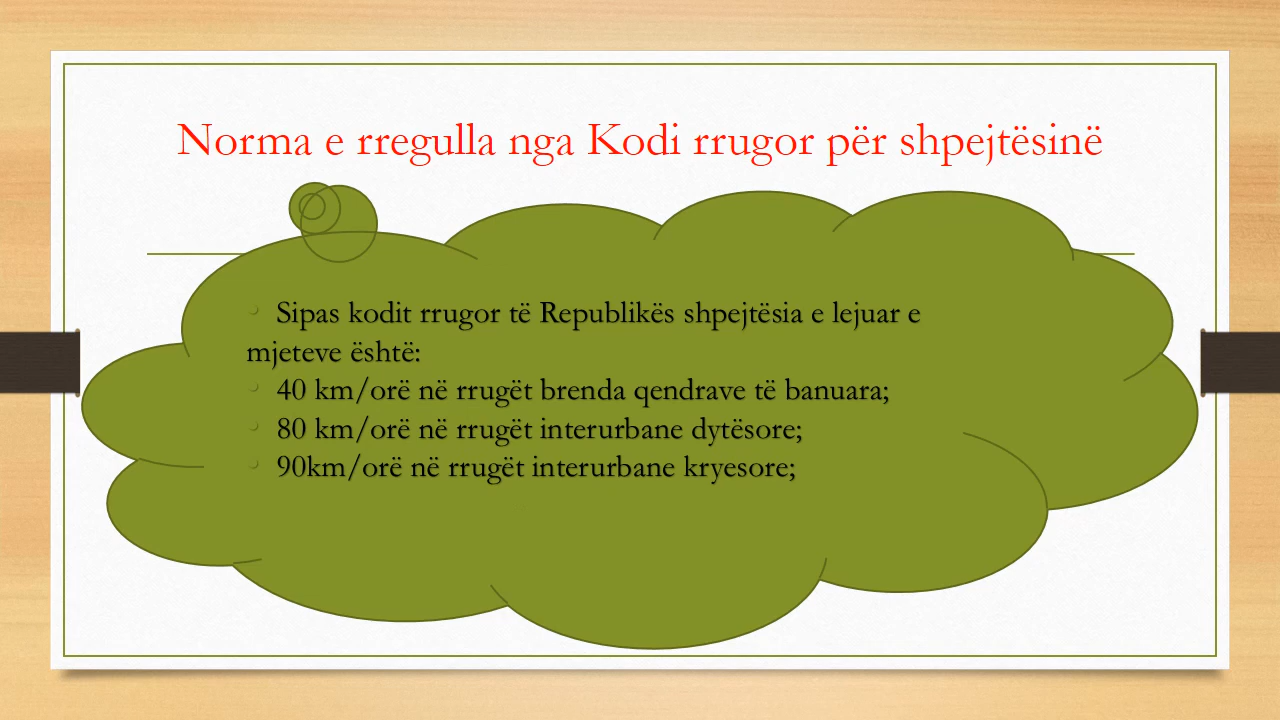 Norma e rregulla nga Kodi rrugor për shpejtësinë
• Sipas kodit rrugor të Republikës shpejtësia e lejuar e
mjeteve është:
• 40 km/orë në rrugët brenda qendrave të banuara;
• 80 km/orë në rrugët interurbane dytësore;
• 90km/orë në rrugët interurbane kryesore;